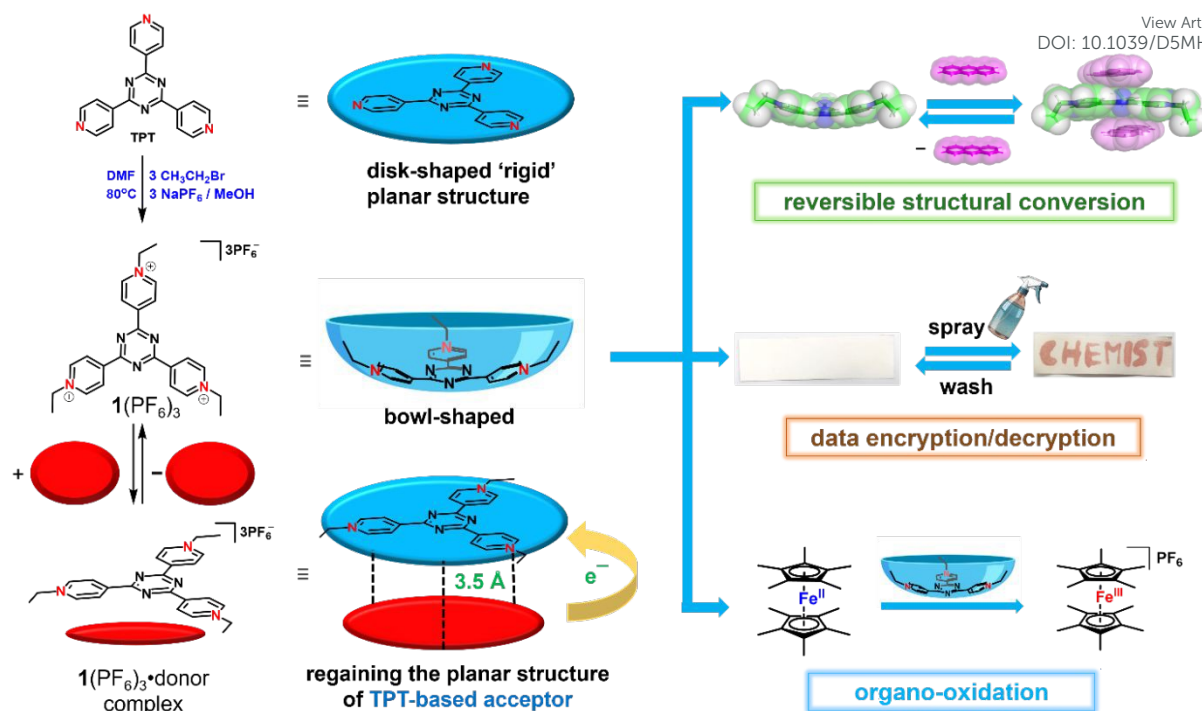 View Art
DOI: 10.1039/D5MH
N
N
N
N
N
N
TPT
≡
N
N
N
N
N
N
disk-shaped ‘rigid’
planar structure
DMF
80°C
3 CH₃CH₂Br
3 NaPF₆ / MeOH
–
reversible structural conversion
3PF₆⁻
N
⊕
N
N
N
N
⊕
N
⊕
1(PF₆)₃
≡
N
N
N
N
N
N
bowl-shaped
spray
wash
CHEMIST
data encryption/decryption
+
–
3PF₆⁻
N
N
N
N
N
N
1(PF₆)₃•donor
complex
≡
N
N
N
N
N
N
3.5 Å
e⁻
regaining the planar structure
of TPT-based acceptor
Feᴵᴵ
Feᴵᴵᴵ
PF₆
organo-oxidation